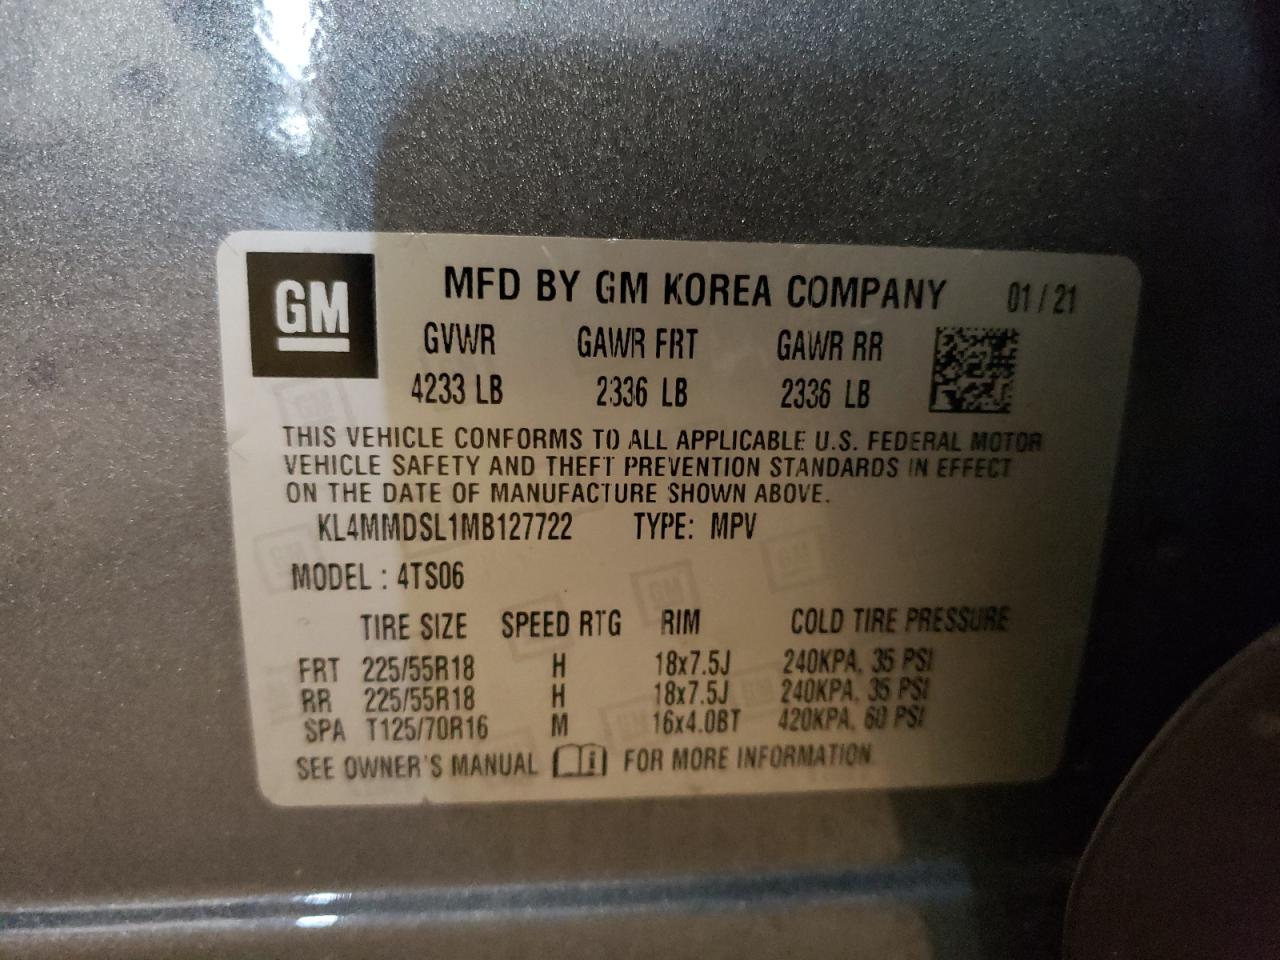 GM MFD BY GM KOREA COMPANY 01/21
GVWR GAWR FRT GAWR RR
4233 LB 2336 LB 2336 LB
THIS VEHICLE CONFORMS TO ALL APPLICABLE U.S. FEDERAL MOTOR
VEHICLE SAFETY AND THEFT PREVENTION STANDARDS IN EFFECT
ON THE DATE OF MANUFACTURE SHOWN ABOVE.
KL4MMDSL1MB127722 TYPE: MPV
MODEL : 4TS06
TIRE SIZE SPEED RTG RIM COLD TIRE PRESSURE
FRT 225/55R18 H 18x7.5J 240KPA, 35 PSI
RR 225/55R18 H 18x7.5J 240KPA, 35 PSI
SPA T125/70R16 M 16x4.0BT 420KPA, 60 PSI
SEE OWNER'S MANUAL i FOR MORE INFORMATION